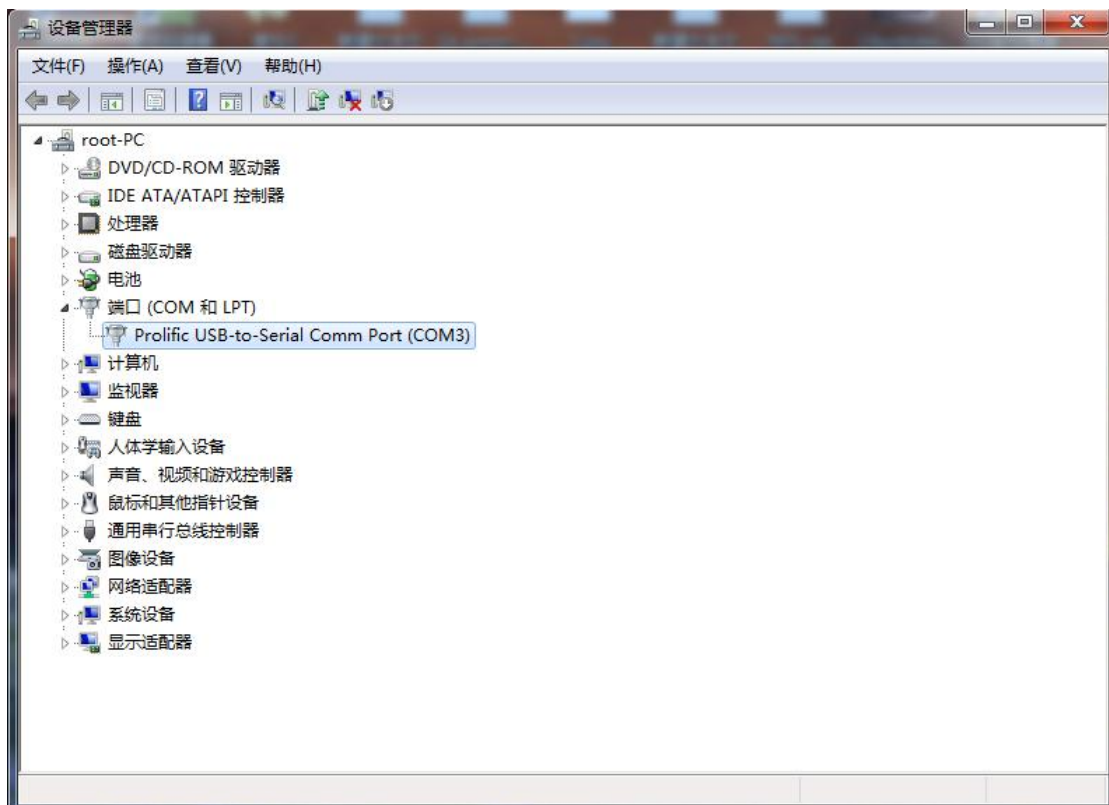 设备管理器
文件(F) 操作(A) 查看(V) 帮助(H)
root-PC
DVD/CD-ROM 驱动器
IDE ATA/ATAPI 控制器
处理器
磁盘驱动器
电池
端口 (COM 和 LPT)
Prolific USB-to-Serial Comm Port (COM3)
计算机
监视器
键盘
人体学输入设备
声音、视频和游戏控制器
鼠标和其他指针设备
通用串行总线控制器
图像设备
网络适配器
系统设备
显示适配器